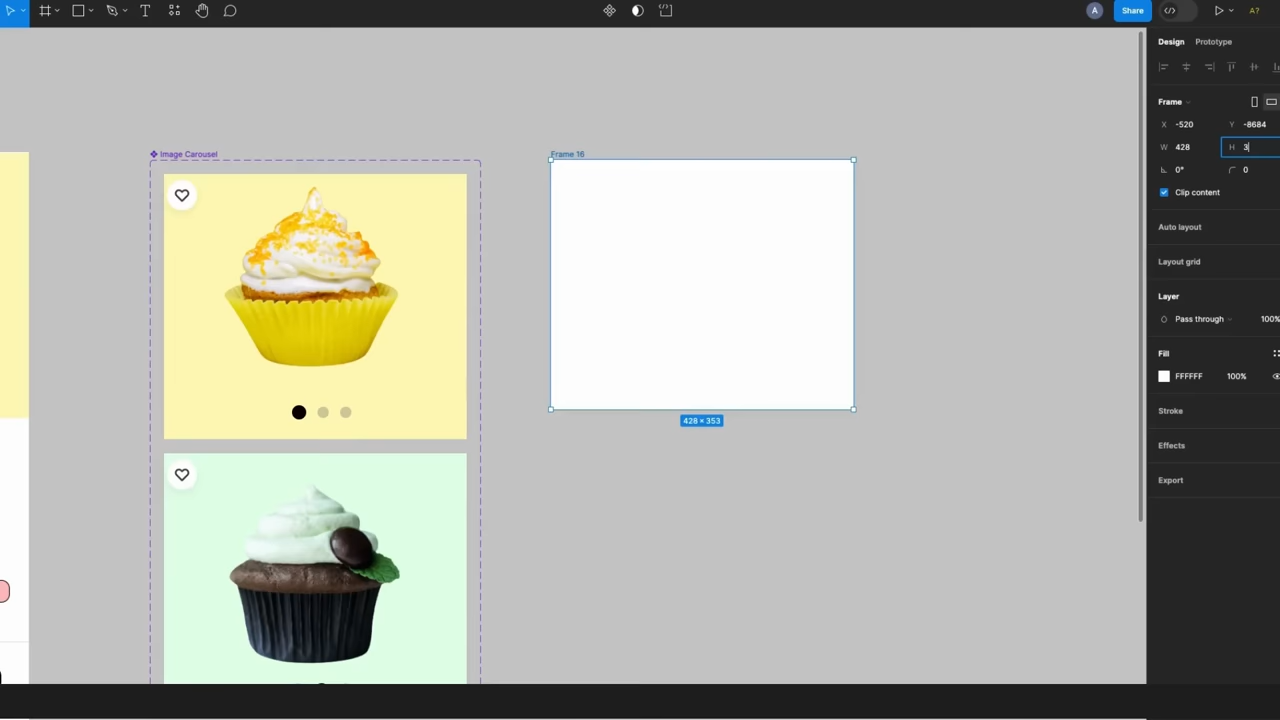 T
A
Share
A?
Design Prototype
Image Carousel
Frame 16
Frame
X -520 Y -8684
W 428 H 3
0° 0
Clip content
Auto layout
Layout grid
Layer
Pass through 100%
Fill
FFFFFF 100%
Stroke
428 × 353
Effects
Export